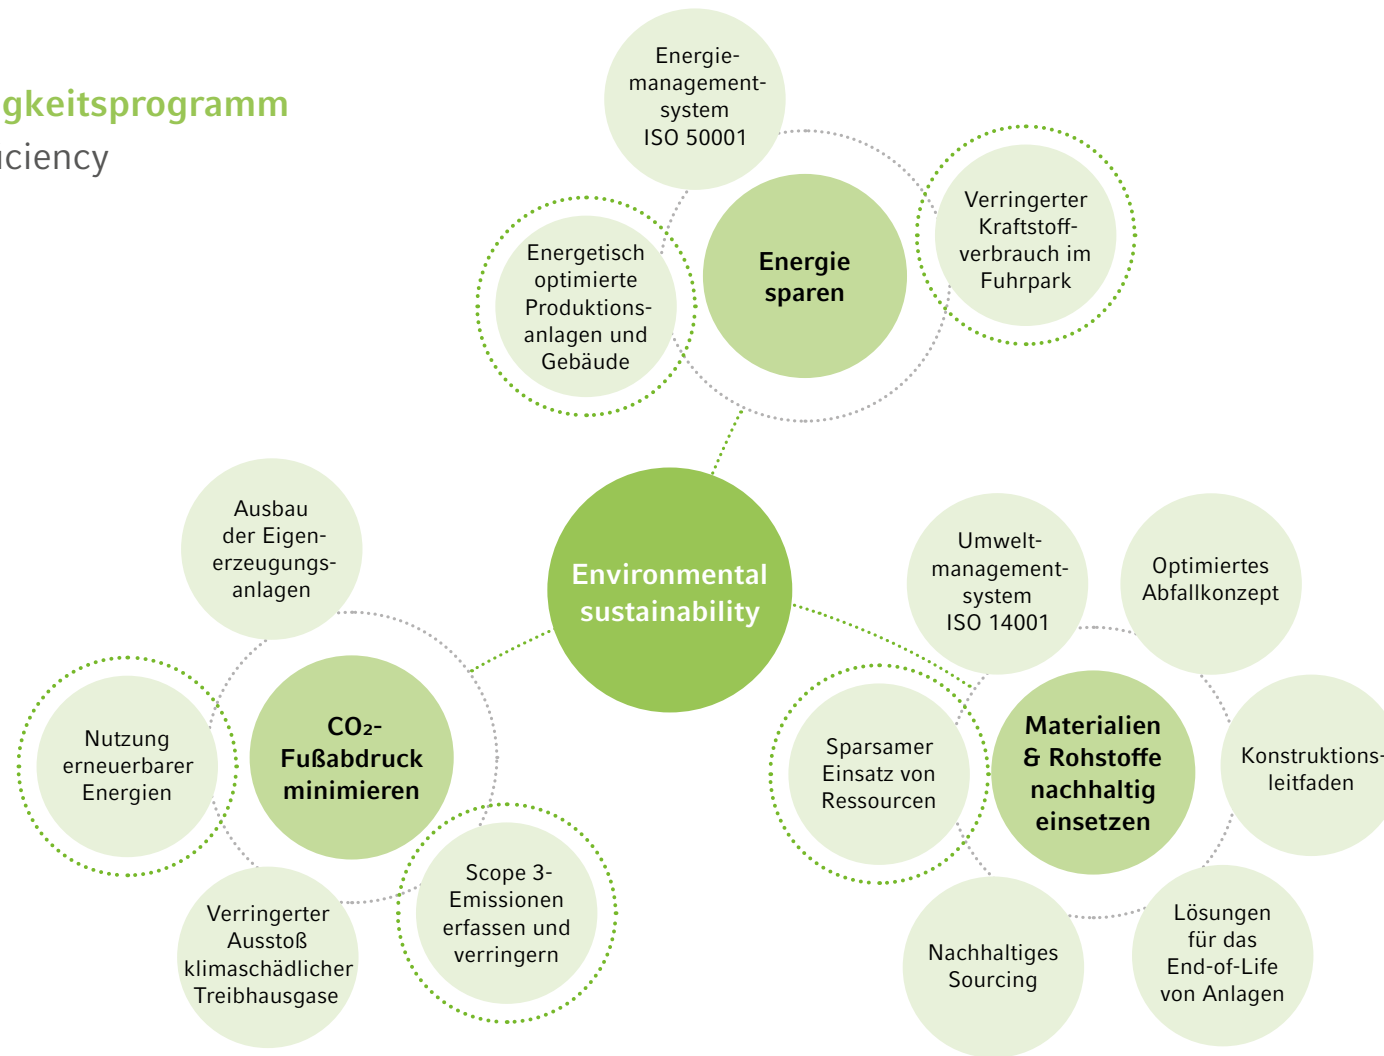 gkeitsprogramm
ciency
Energie-
management-
system
ISO 50001
Verringerter
Kraftstoff-
verbrauch im
Fuhrpark
Energetisch
optimierte
Produktions-
anlagen und
Gebäude
Energie
sparen
Ausbau
der Eigen-
erzeugungs-
anlagen
Environmental
sustainability
Umwelt-
management-
system
ISO 14001
Optimiertes
Abfallkonzept
Nutzung
erneuerbarer
Energien
CO₂-
Fußabdruck
minimieren
Sparsamer
Einsatz von
Ressourcen
Materialien
& Rohstoffe
nachhaltig
einsetzen
Konstruktions-
leitfaden
Verringerter
Ausstoß
klimaschädlicher
Treibhausgase
Scope 3-
Emissionen
erfassen und
verringern
Nachhaltiges
Sourcing
Lösungen
für das
End-of-Life
von Anlagen